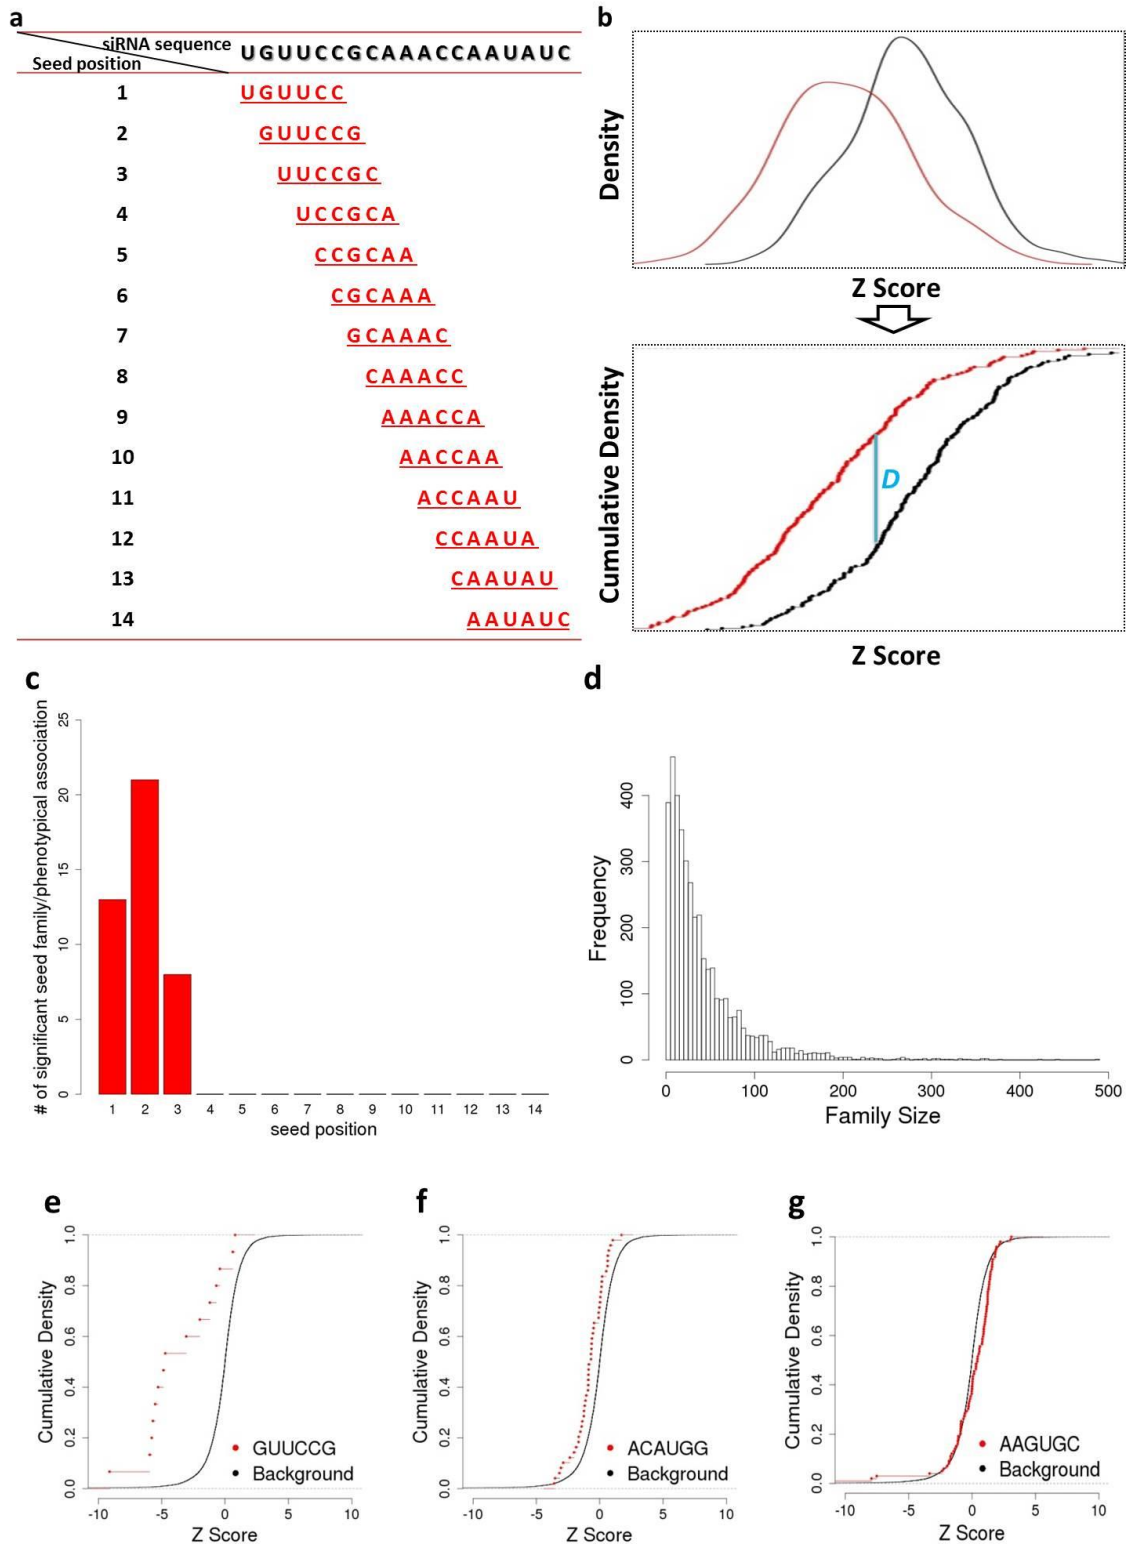 a
siRNA sequence UGUUCCGCAAACCAAUAUC
Seed position
1 UGUUCC
2 GUUCCG
3 UUCCGC
4 UCCGCA
5 CCGCAA
6 CGCAAA
7 GCAAAC
8 CAAACC
9 AAACCA
10 AACCAA
11 ACCAAU
12 CCAAUA
13 CAAUAU
14 AAUAUC
b
Density
Z Score
Cumulative Density
D
Z Score
c
# of significant seed family/phenotypical association
25
20
15
10
5
0
1 2 3 4 5 6 7 8 9 10 11 12 13 14
seed position
d
Frequency
400
300
200
100
0
0 100 200 300 400 500
Family Size
e
Cumulative Density
1.0
0.8
0.6
0.4
0.2
0.0
GUUCCG
Background
-10 -5 0 5 10
Z Score
f
Cumulative Density
1.0
0.8
0.6
0.4
0.2
0.0
ACAUGG
Background
-10 -5 0 5 10
Z Score
g
Cumulative Density
1.0
0.8
0.6
0.4
0.2
0.0
AAGUGC
Background
-10 -5 0 5 10
Z Score